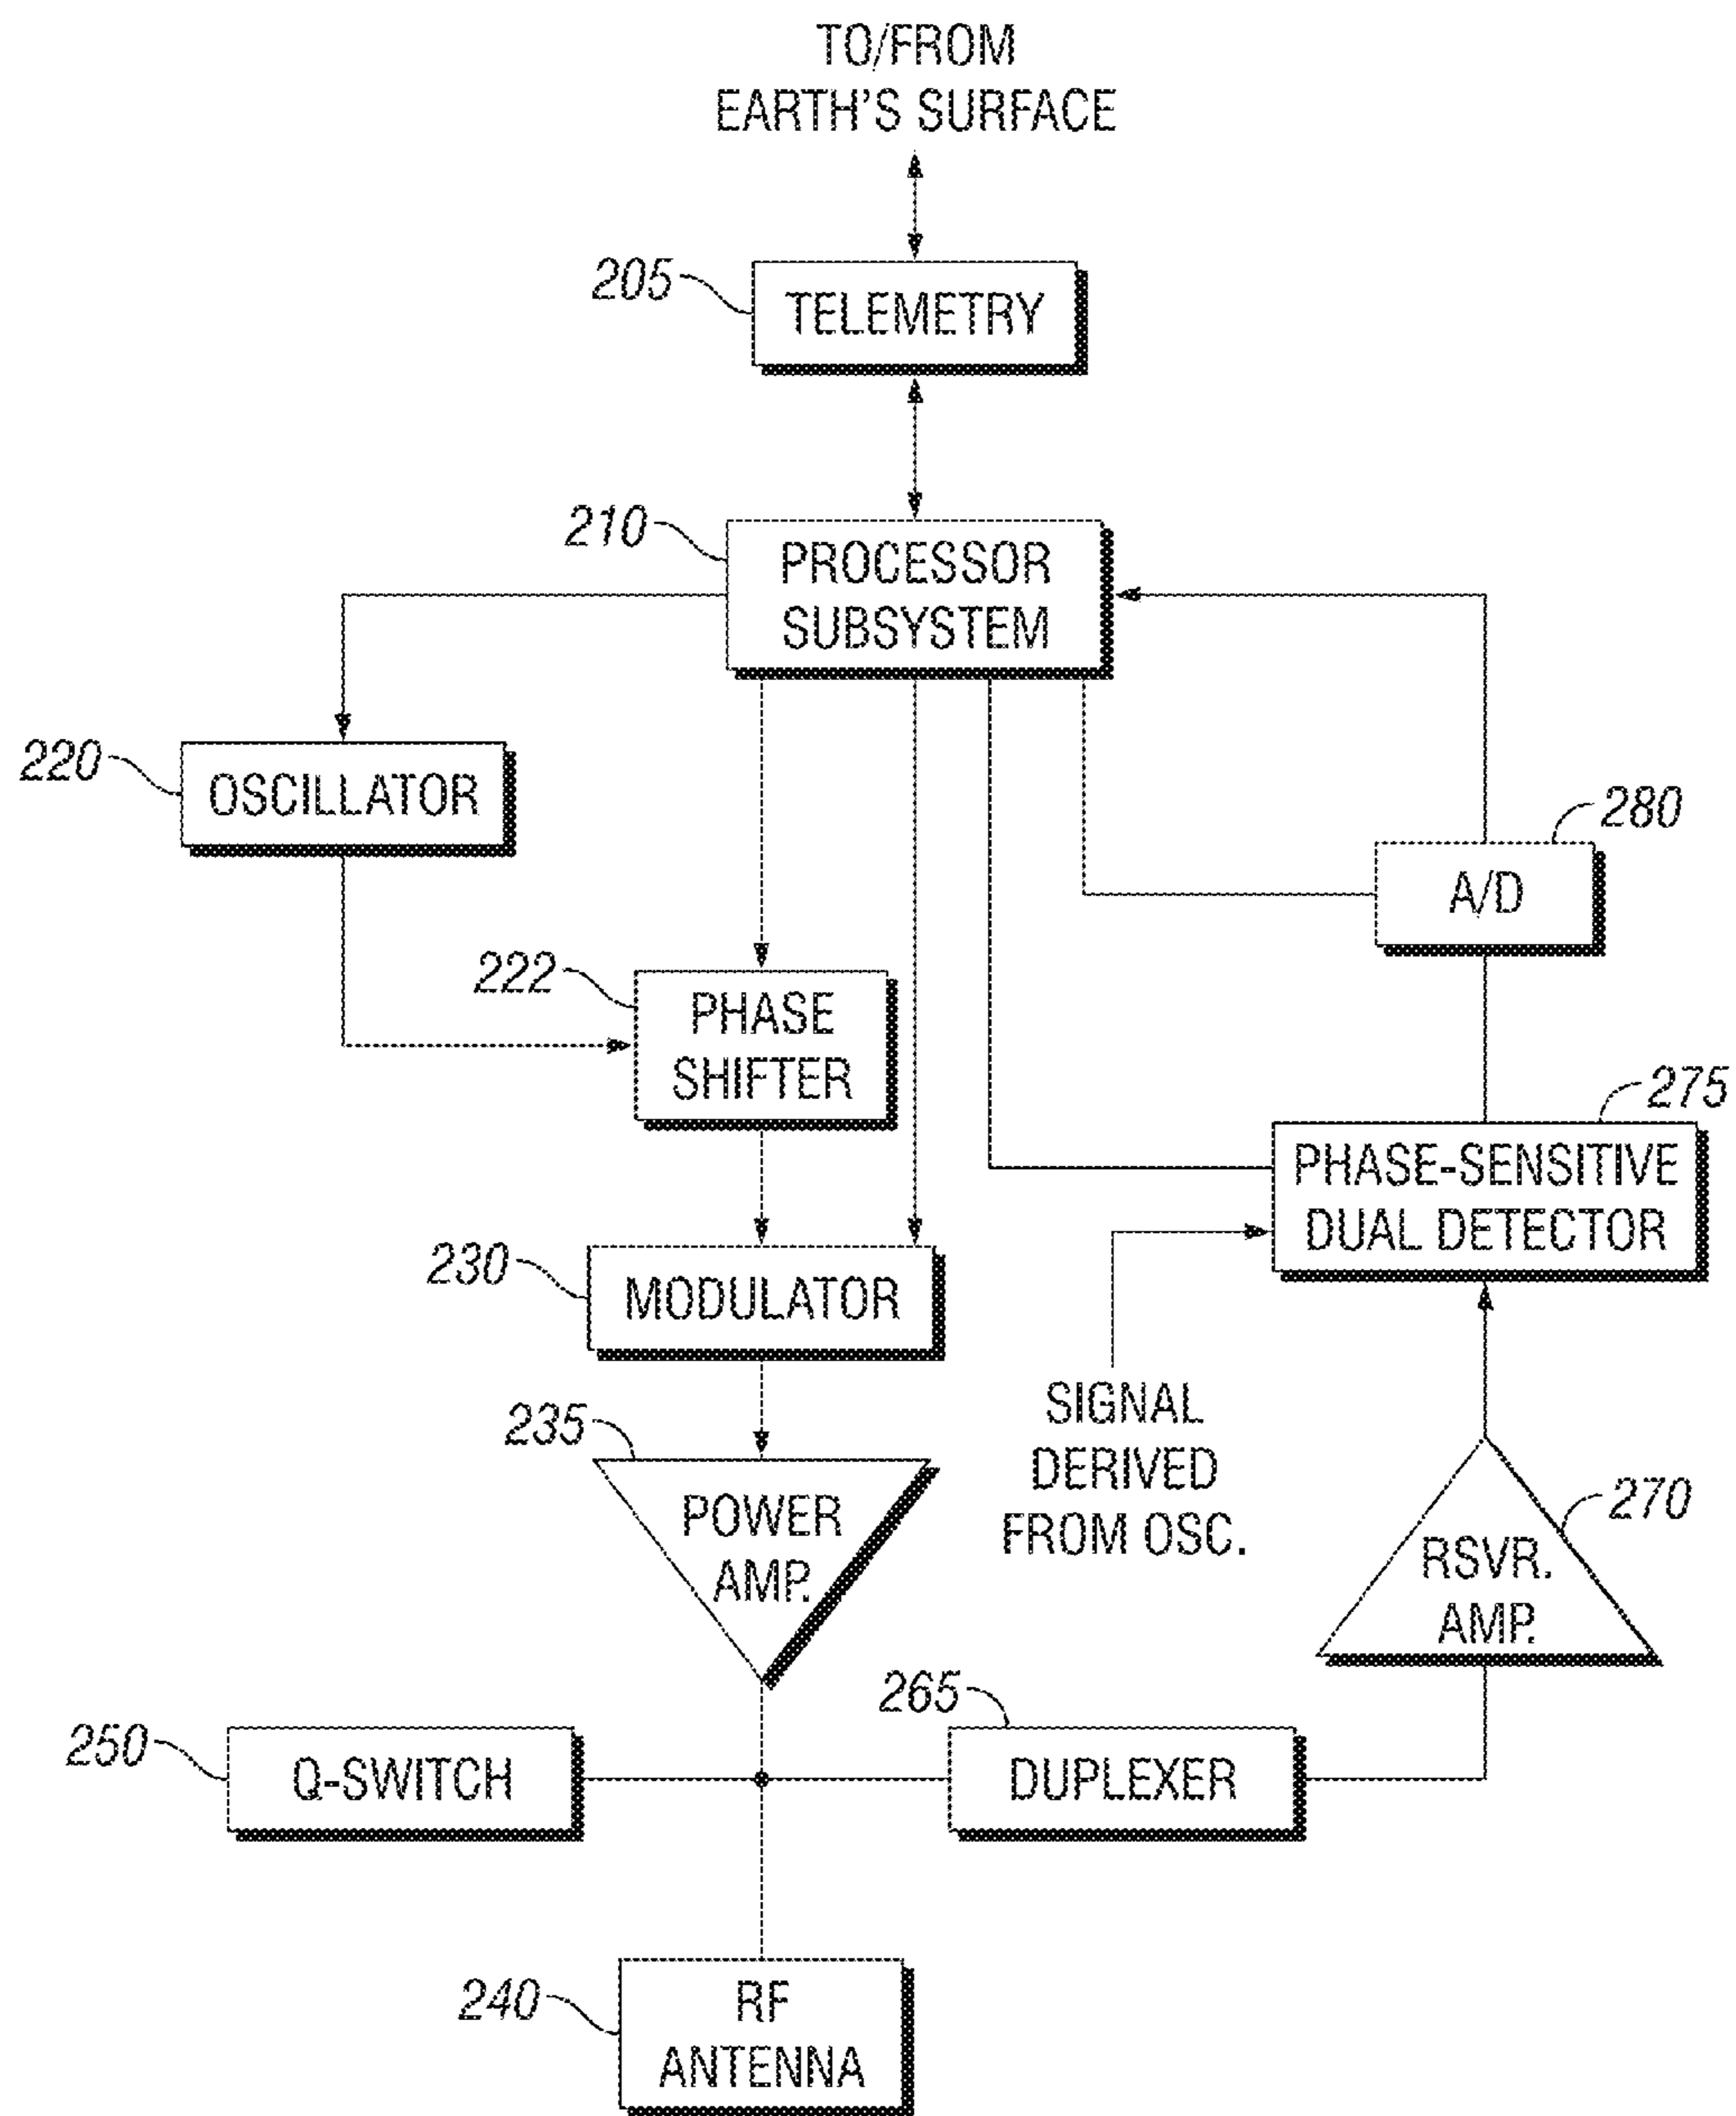 TO/FROM
EARTH'S SURFACE
205
TELEMETRY
210
PROCESSOR
SUBSYSTEM
220
OSCILLATOR
280
A/D
222
PHASE
SHIFTER
275
PHASE-SENSITIVE
DUAL DETECTOR
230
MODULATOR
SIGNAL
DERIVED
FROM OSC.
235
POWER
AMP.
270
RSVR.
AMP.
250
Q-SWITCH
265
DUPLEXER
240
RF
ANTENNA